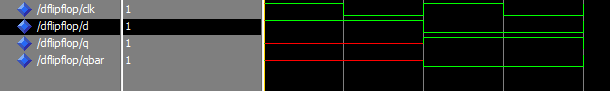 /dflipflop/clk 1
/dflipflop/d 1
/dflipflop/q 1
/dflipflop/qbar 1